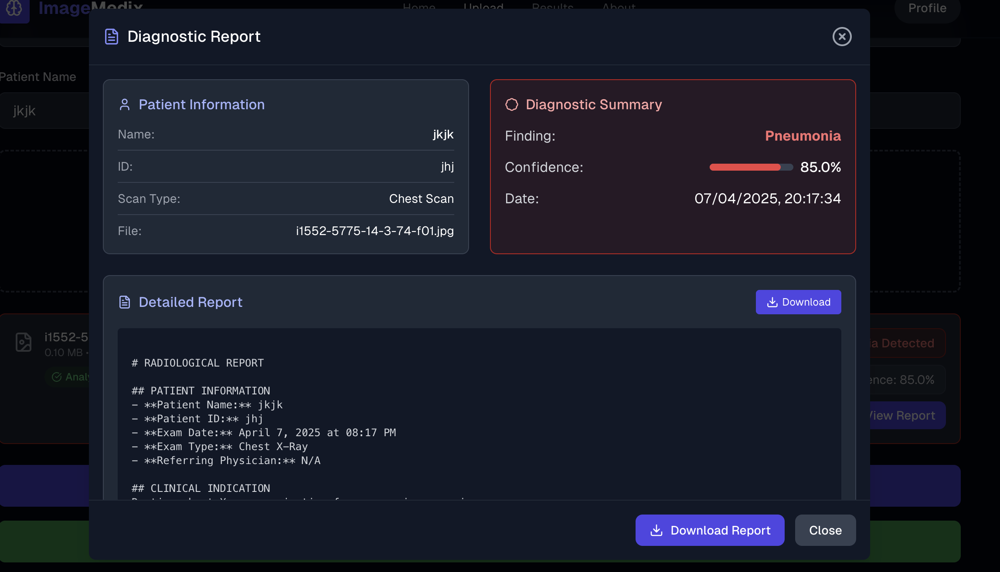 ImageMedix
Home Upload Results About
Profile
Diagnostic Report
Patient Name
jkjk
Patient Information
Name: jkjk
ID: jhj
Scan Type: Chest Scan
File: i1552-5775-14-3-74-f01.jpg
Diagnostic Summary
Finding: Pneumonia
Confidence: 85.0%
Date: 07/04/2025, 20:17:34
Detailed Report
Download
# RADIOLOGICAL REPORT
## PATIENT INFORMATION
- **Patient Name:** jkjk
- **Patient ID:** jhj
- **Exam Date:** April 7, 2025 at 08:17 PM
- **Exam Type:** Chest X-Ray
- **Referring Physician:** N/A
## CLINICAL INDICATION
i1552-5
0.10 MB •
Analy
ia Detected
ence: 85.0%
View Report
Download Report
Close